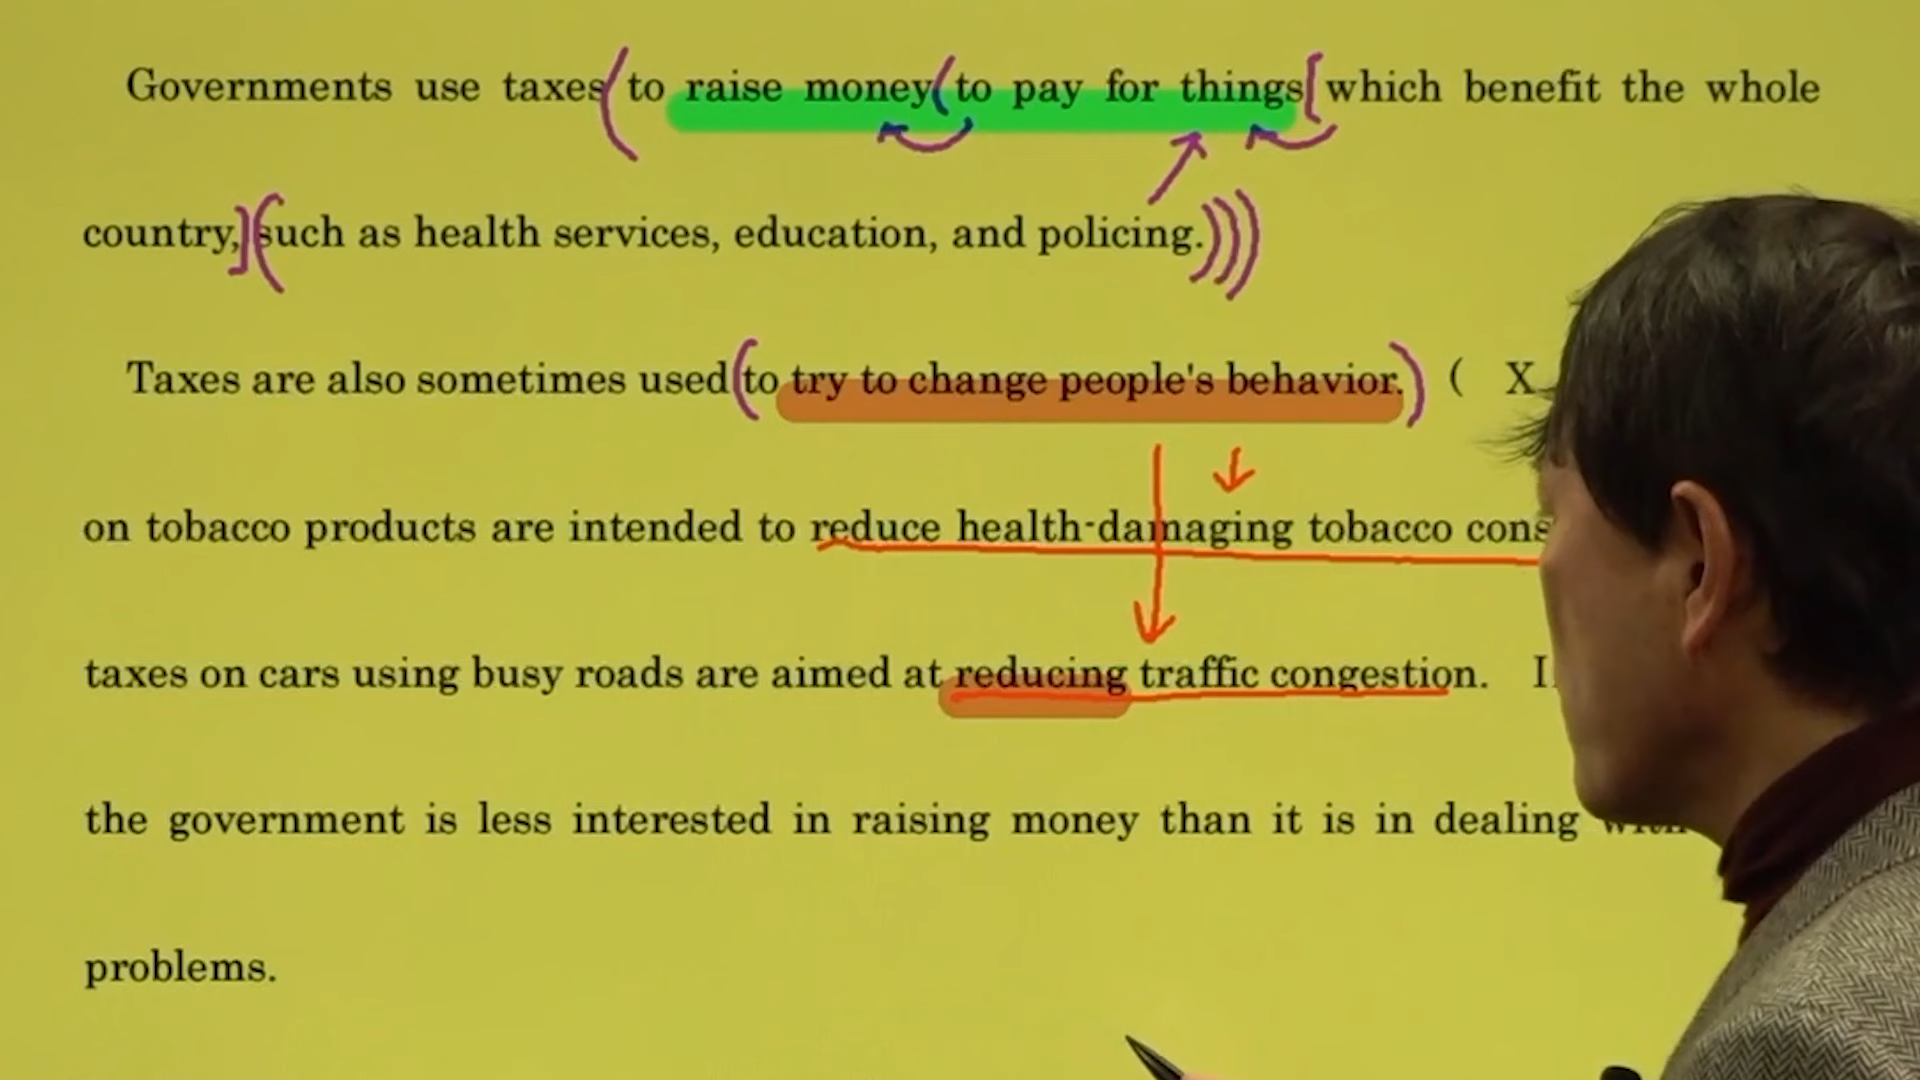 Governments use taxes to raise money to pay for things which benefit the whole
country, such as health services, education, and policing.
Taxes are also sometimes used to try to change people's behavior. ( X
on tobacco products are intended to reduce health-damaging tobacco
taxes on cars using busy roads are aimed at reducing traffic congestion.
the government is less interested in raising money than it is in dealing
problems.